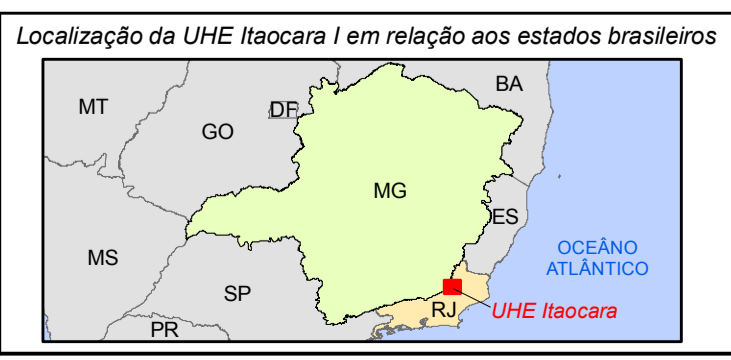 Localização da UHE Itaocara I em relação aos estados brasileiros
MT
BA
DF
GO
MG
ES
OCEÂNO
ATLÂNTICO
MS
SP
RJ
UHE Itaocara
PR